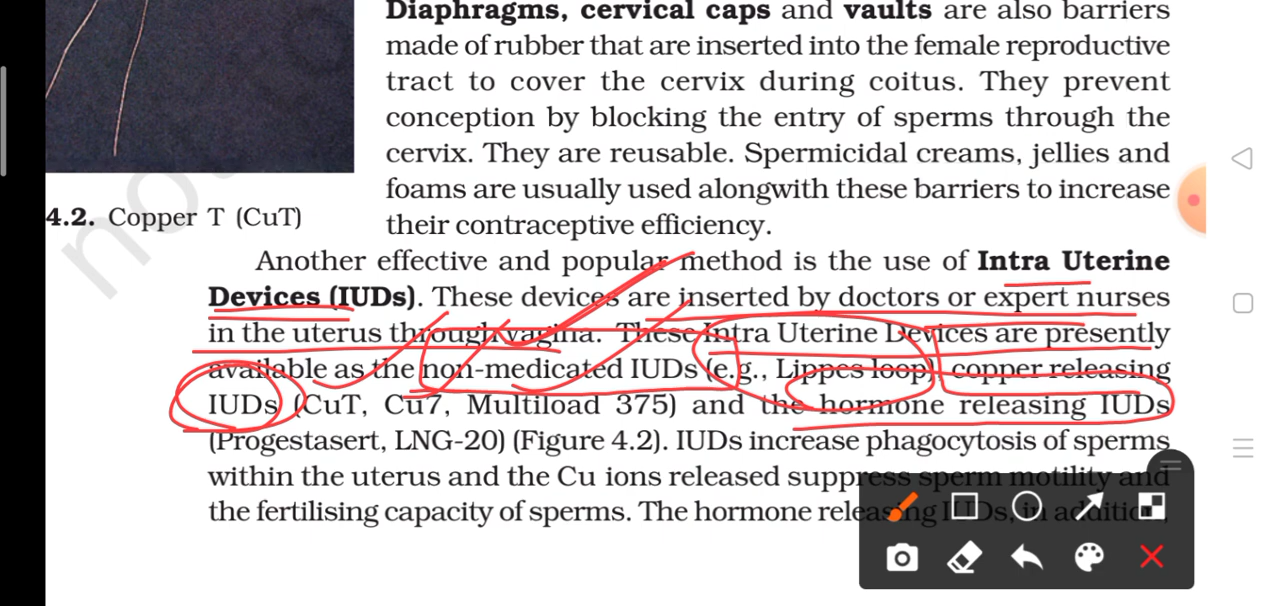 Diaphragms, cervical caps and vaults are also barriers
made of rubber that are inserted into the female reproductive
tract to cover the cervix during coitus. They prevent
conception by blocking the entry of sperms through the
cervix. They are reusable. Spermicidal creams, jellies and
foams are usually used alongwith these barriers to increase
their contraceptive efficiency.
4.2. Copper T (CuT)
no
Another effective and popular method is the use of Intra Uterine
Devices (IUDs). These devices are inserted by doctors or expert nurses
in the uterus through vagina. These Intra Uterine Devices are presently
available as the non-medicated IUDs (e.g., Lippes loop), copper releasing
IUDs (CuT, Cu7, Multiload 375) and the hormone releasing IUDs
(Progestasert, LNG-20) (Figure 4.2). IUDs increase phagocytosis of sperms
within the uterus and the Cu ions released suppress sperm motility and
the fertilising capacity of sperms. The hormone releasing IUDs, in addition,